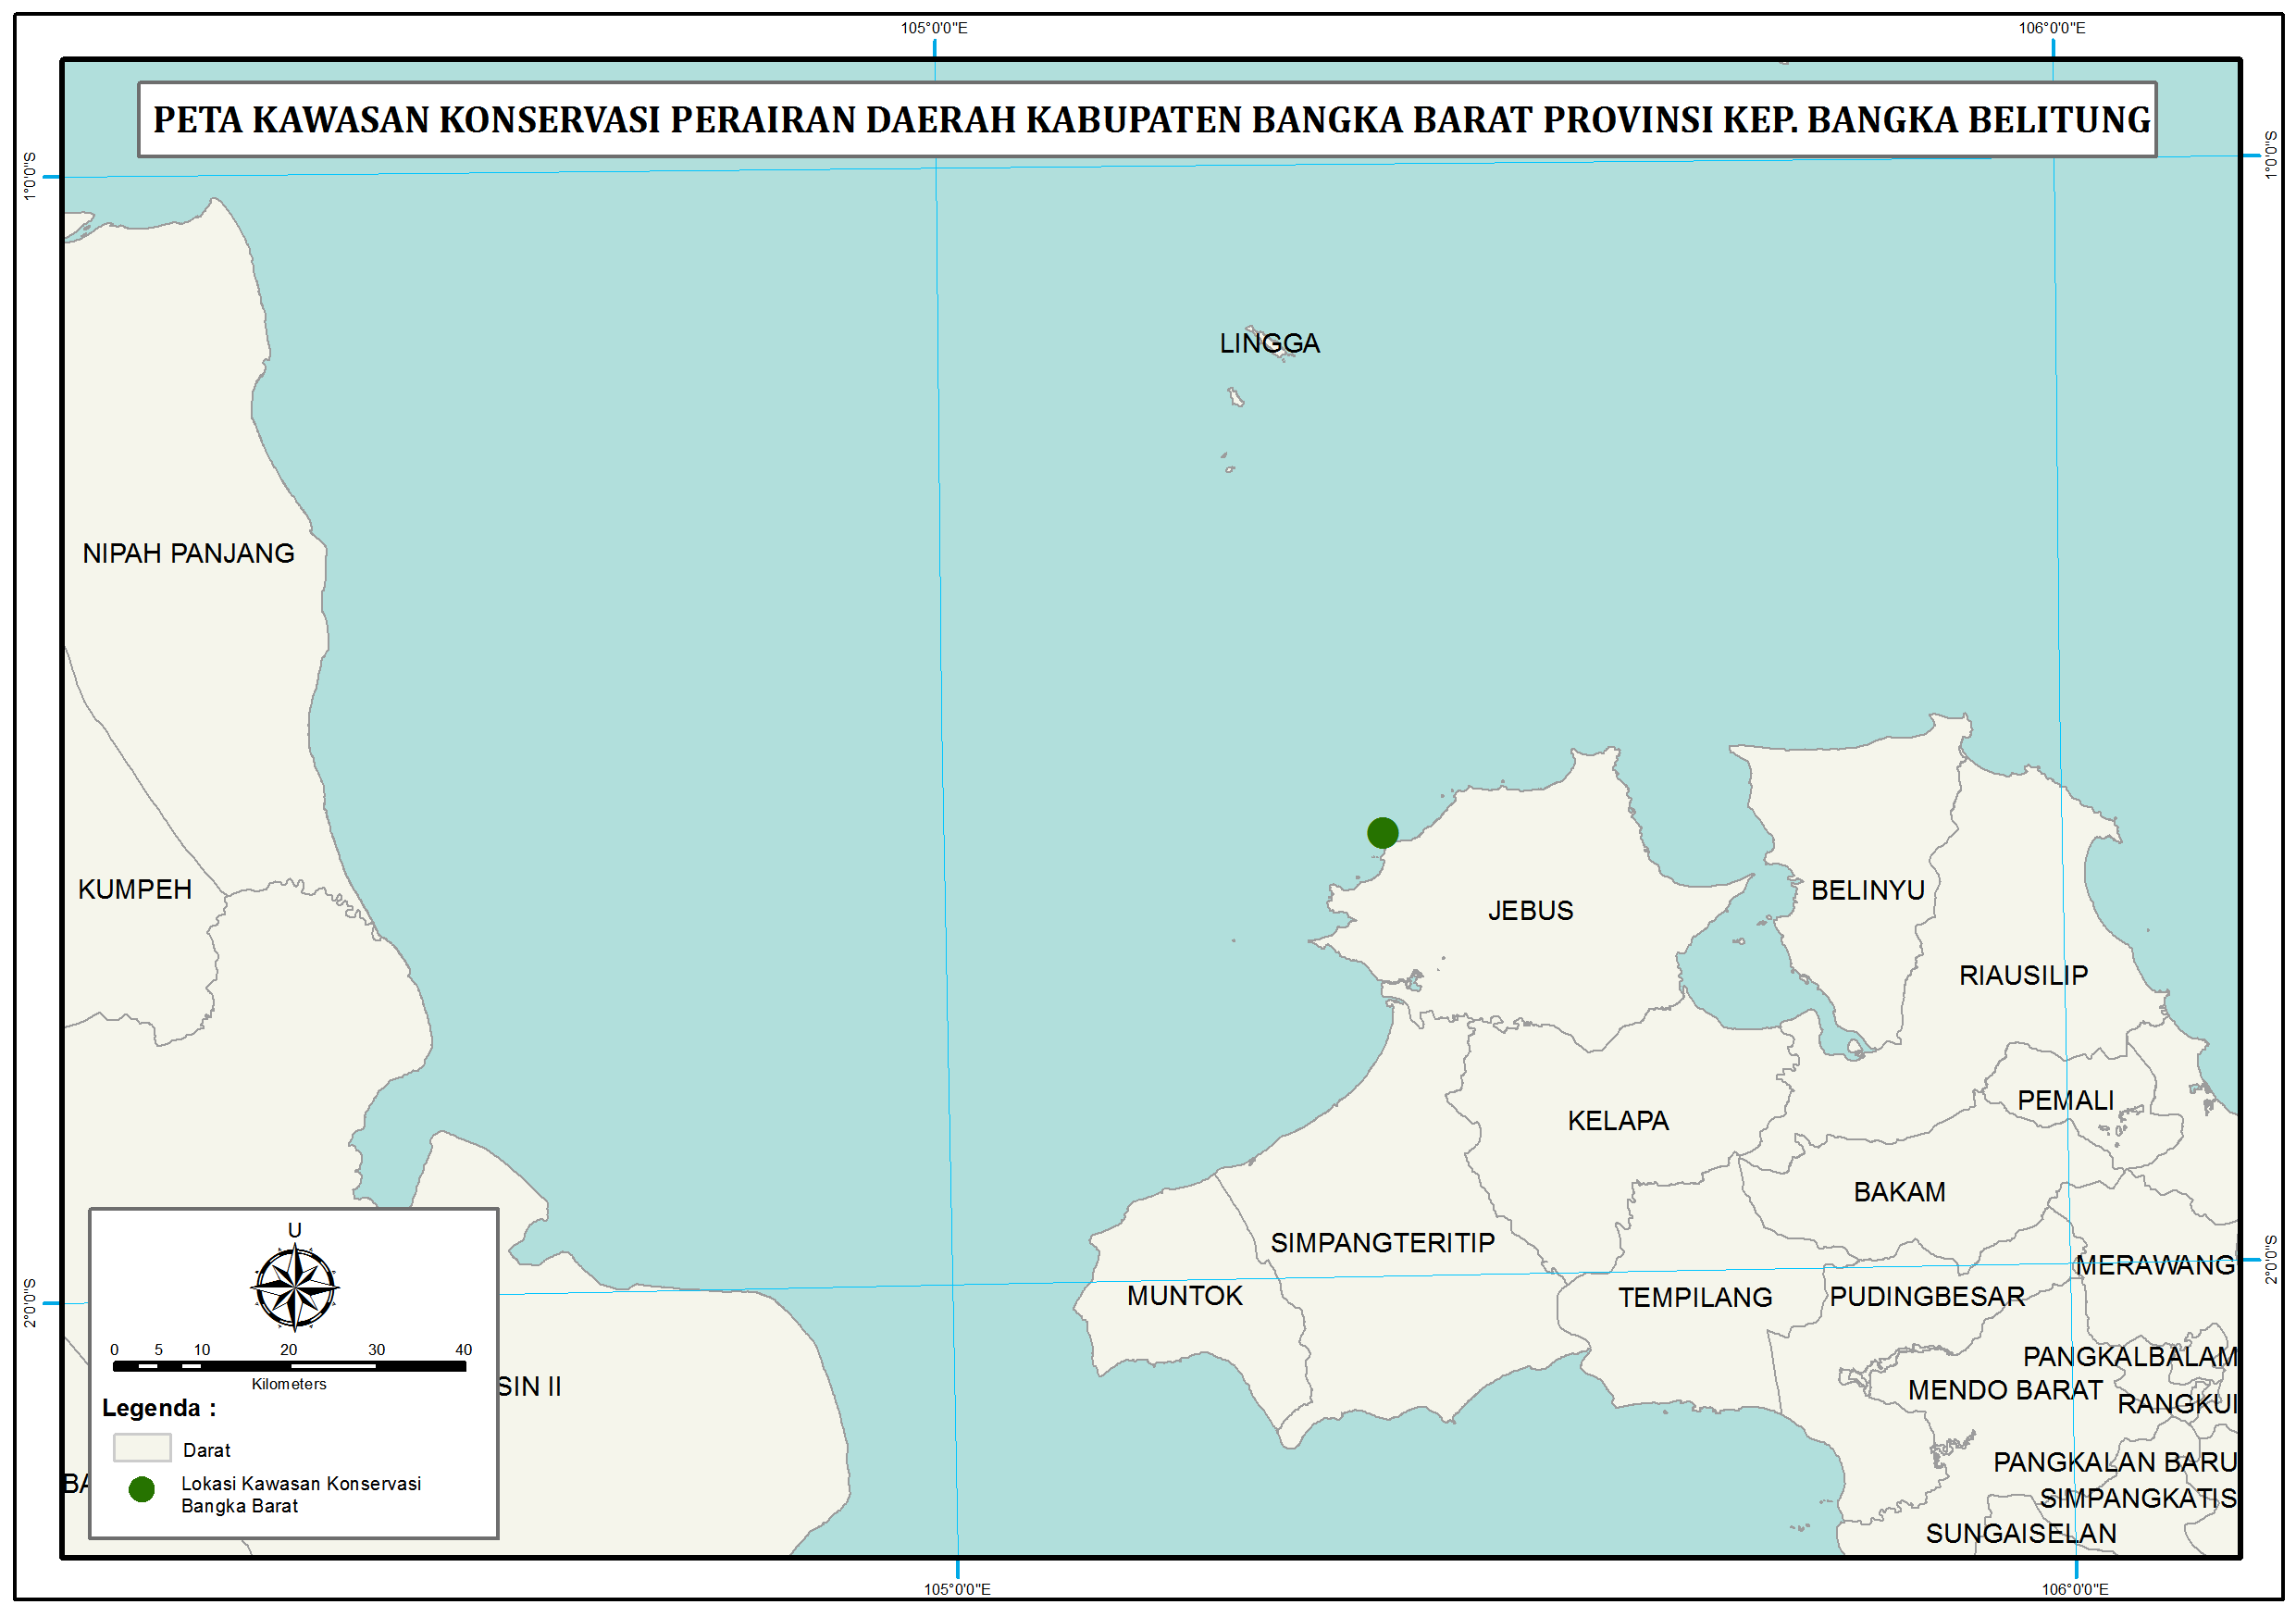 105°0'0"E
106°0'0"E
PETA KAWASAN KONSERVASI PERAIRAN DAERAH KABUPATEN BANGKA BARAT PROVINSI KEP. BANGKA BELITUNG
1°0'0"S
1°0'0"S
LINGGA
NIPAH PANJANG
KUMPEH
BELINYU
JEBUS
RIAUSILIP
PEMALI
KELAPA
BAKAM
SIMPANGTERITIP
MERAWANG
MUNTOK
TEMPILANG
PUDINGBESAR
2°0'0"S
2°0'0"S
PANGKALBALAM
MENDO BARAT
RANGKUI
PANGKALAN BARU
SIMPANGKATIS
SUNGAISELAN
SIN II
BA
U
0 5 10 20 30 40
Kilometers
Legenda :
Darat
Lokasi Kawasan Konservasi
Bangka Barat
105°0'0"E
106°0'0"E